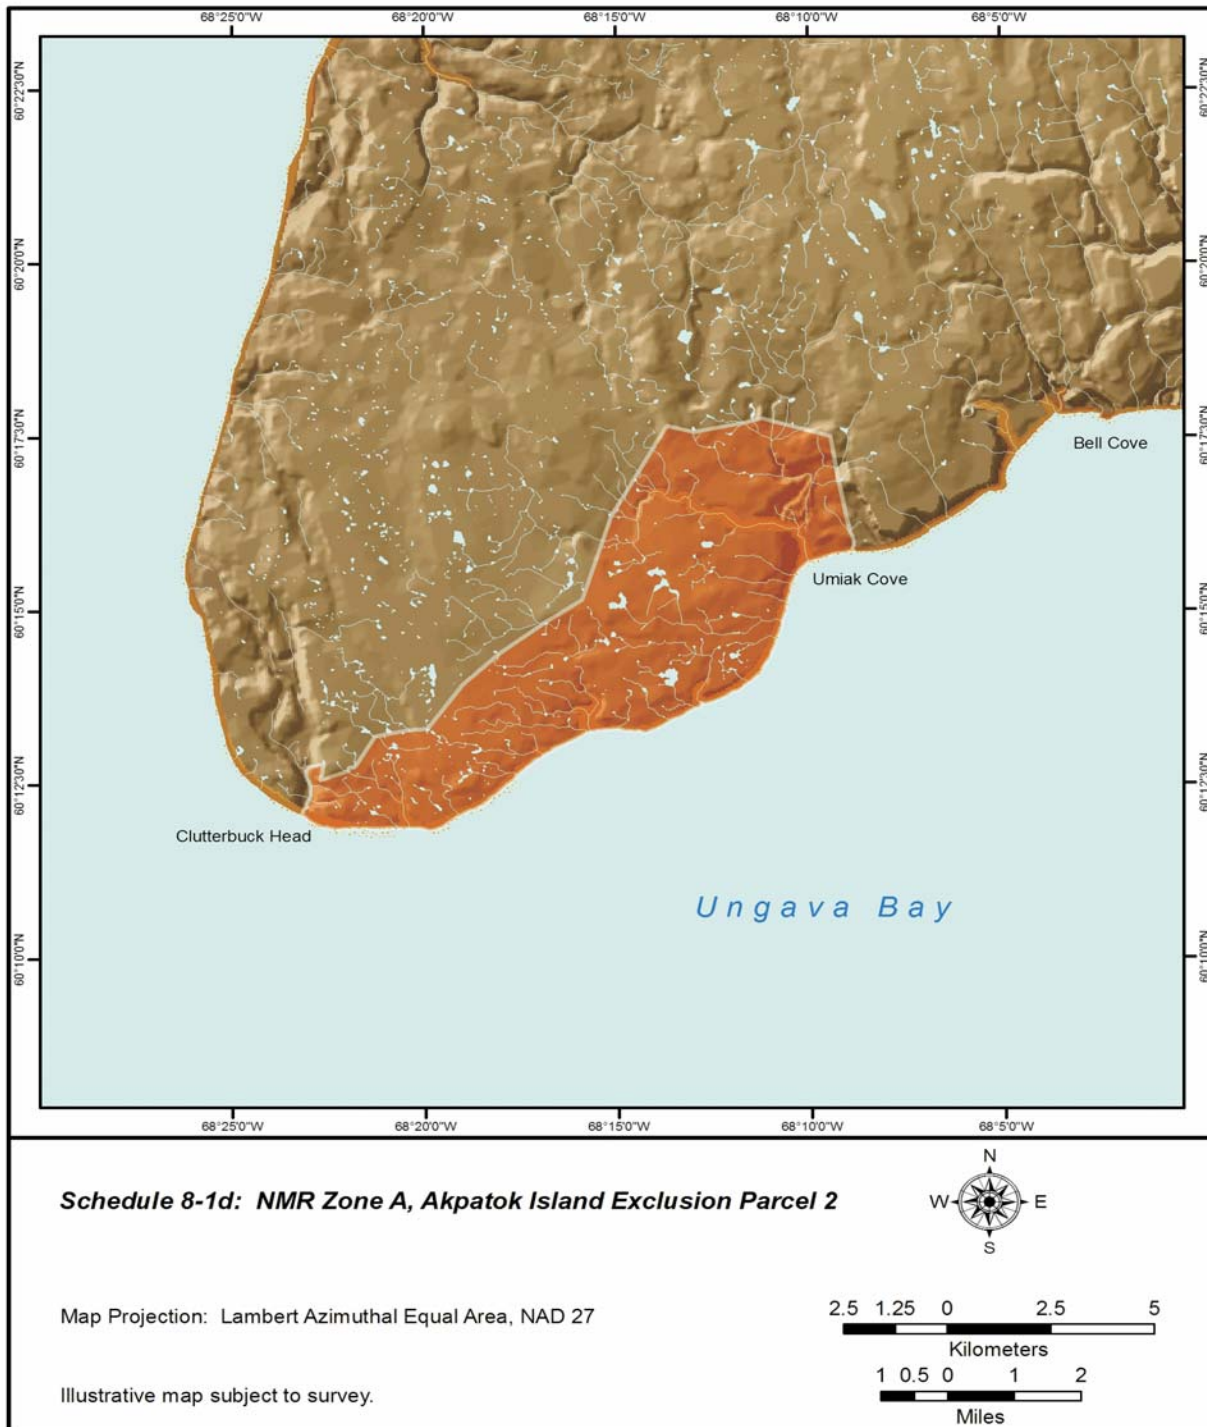 68°25'0"W 68°20'0"W 68°15'0"W 68°10'0"W 68°5'0"W
60°22'30"N 60°22'30"N
60°20'0"N 60°20'0"N
60°17'30"N 60°17'30"N
Bell Cove
Umiak Cove
60°15'0"N 60°15'0"N
60°12'30"N 60°12'30"N
Clutterbuck Head
Ungava Bay
60°10'0"N 60°10'0"N
68°25'0"W 68°20'0"W 68°15'0"W 68°10'0"W 68°5'0"W
Schedule 8-1d: NMR Zone A, Akpatok Island Exclusion Parcel 2
N
W E
S
Map Projection: Lambert Azimuthal Equal Area, NAD 27
2.5 1.25 0 2.5 5
Kilometers
Illustrative map subject to survey.
1 0.5 0 1 2
Miles